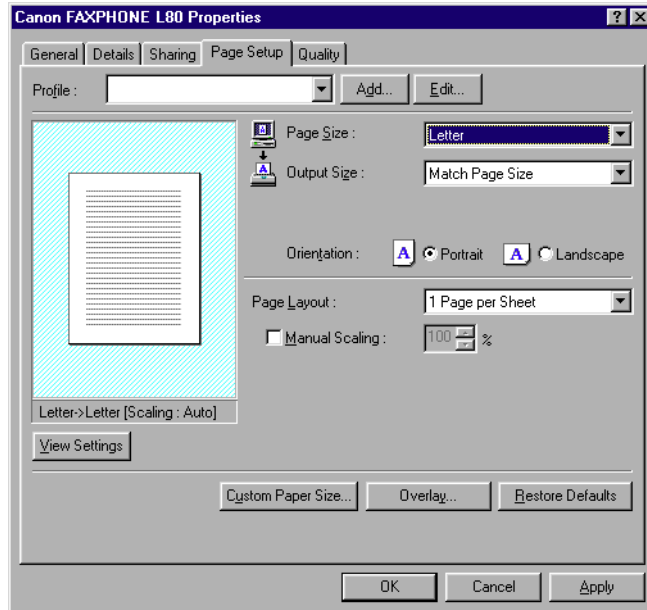 Canon FAXPHONE L80 Properties
General Details Sharing Page Setup Quality
Profile : Add... Edit...
Page Size : Letter
Output Size : Match Page Size
Orientation : A Portrait A Landscape
Page Layout : 1 Page per Sheet
Manual Scaling : 100 %
Letter->Letter [Scaling : Auto]
View Settings
Custom Paper Size... Overlay... Restore Defaults
OK Cancel Apply